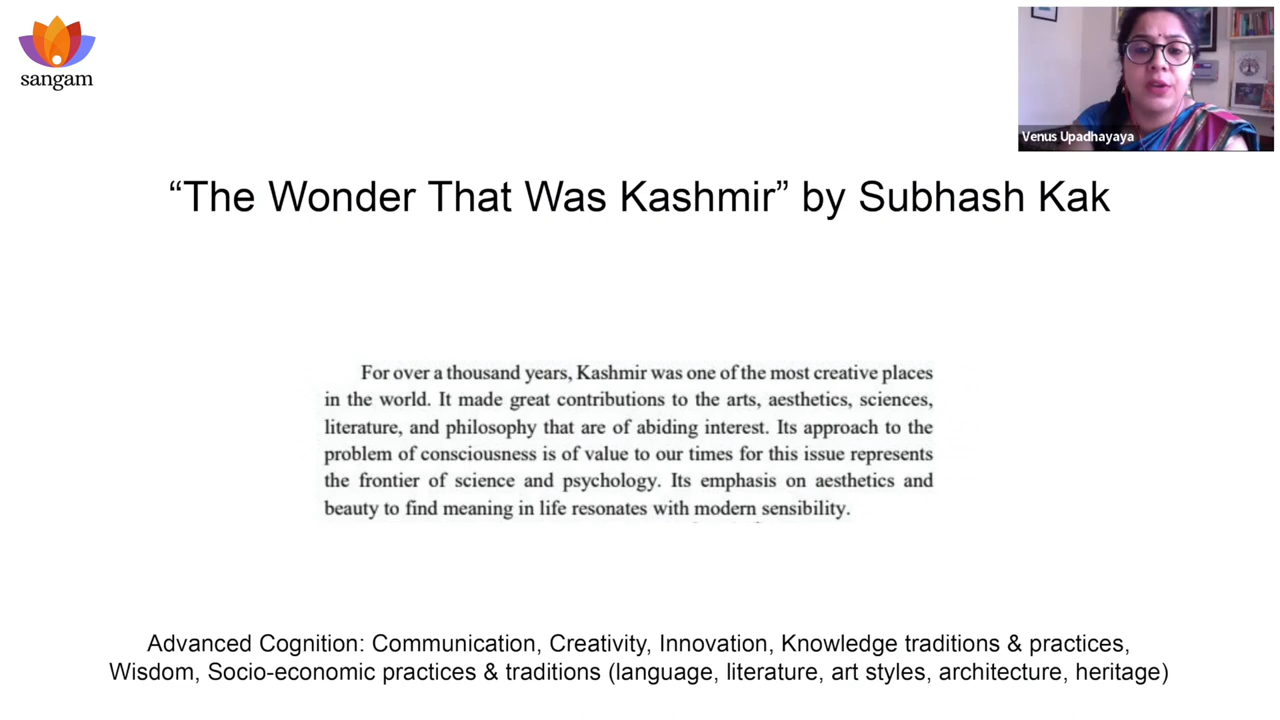 sangam
Venus Upadhayaya
“The Wonder That Was Kashmir” by Subhash Kak
For over a thousand years, Kashmir was one of the most creative places
in the world. It made great contributions to the arts, aesthetics, sciences,
literature, and philosophy that are of abiding interest. Its approach to the
problem of consciousness is of value to our times for this issue represents
the frontier of science and psychology. Its emphasis on aesthetics and
beauty to find meaning in life resonates with modern sensibility.
Advanced Cognition: Communication, Creativity, Innovation, Knowledge traditions & practices,
Wisdom, Socio-economic practices & traditions (language, literature, art styles, architecture, heritage)